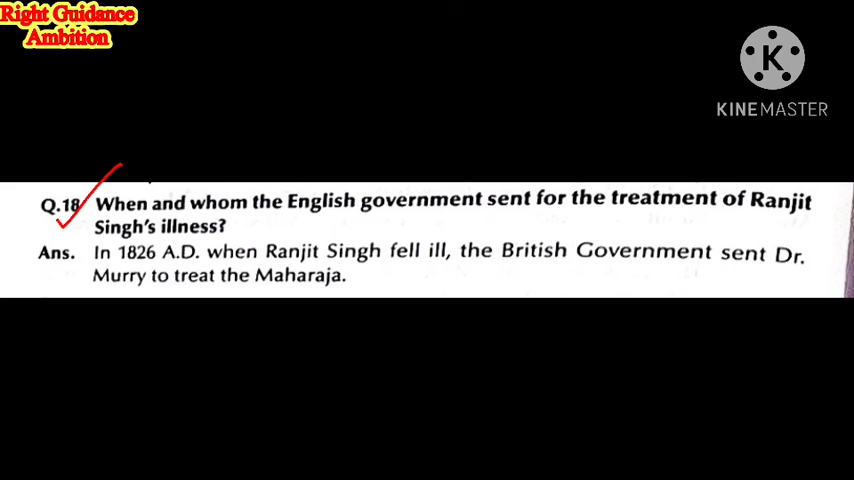 Right Guidance
Ambition
K
KINEMASTER
Q.18 When and whom the English government sent for the treatment of Ranjit
Singh's illness?
Ans. In 1826 A.D. when Ranjit Singh fell ill, the British Government sent Dr.
Murry to treat the Maharaja.